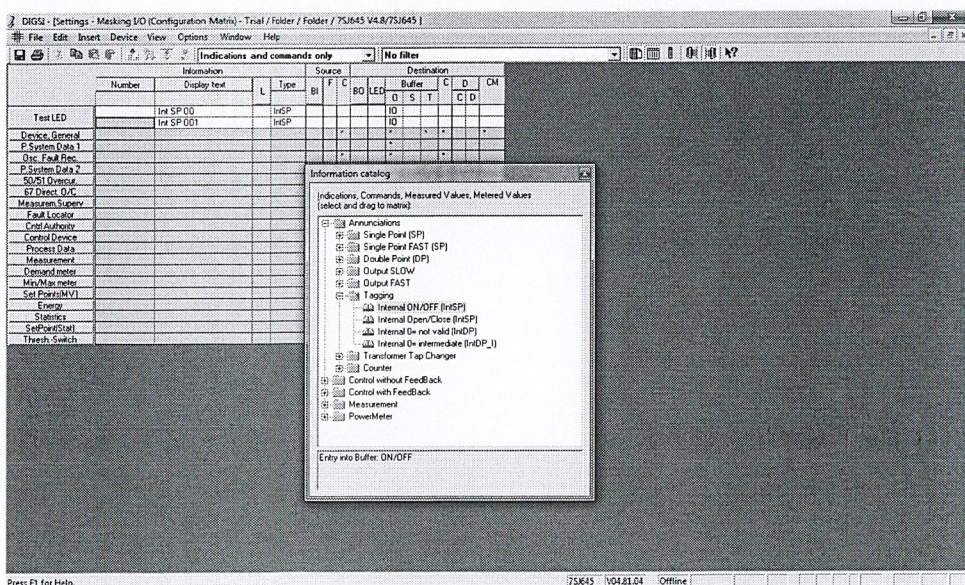 DIGSI - [Settings - Masking I/O (Configuration Matrix) - Trial / Folder / Folder / 7SJ645 V4.8/7SJ645 ]
File Edit Insert Device View Options Window Help
Indications and commands only No filter
Information Source Destination
Number Display text L Type BI F C BO LED Buffer C D CM
O S T C D
Test LED
Int SP 00 IntSP IO
Int SP 001 IntSP IO
Device, General * * * * * *
P.System Data 1 *
Osc. Fault Rec. * * *
P.System Data 2
50/51 Overcur.
67 Direct. O/C
Measurem.Superv
Fault Locator
Cntrl Authority
Control Device
Process Data
Measurement
Demand meter
Min/Max meter
Set Points(MV)
Energy
Statistics
SetPoint(Stat)
Thresh.-Switch
Information catalog
Indications, Commands, Measured Values, Metered Values
(select and drag to matrix):
Annunciations
Single Point (SP)
Single Point FAST (SP)
Double Point (DP)
Output SLOW
Output FAST
Tagging
Internal ON/OFF (IntSP)
Internal Open/Close (IntSP)
Internal 0= not valid (IntDP)
Internal 0= intermediate (IntDP_I)
Transformer Tap Changer
Counter
Control without FeedBack
Control with FeedBack
Measurement
PowerMeter
Entry into Buffer: ON/OFF
Press F1 for Help.
7SJ645 V04.81.04 Offline